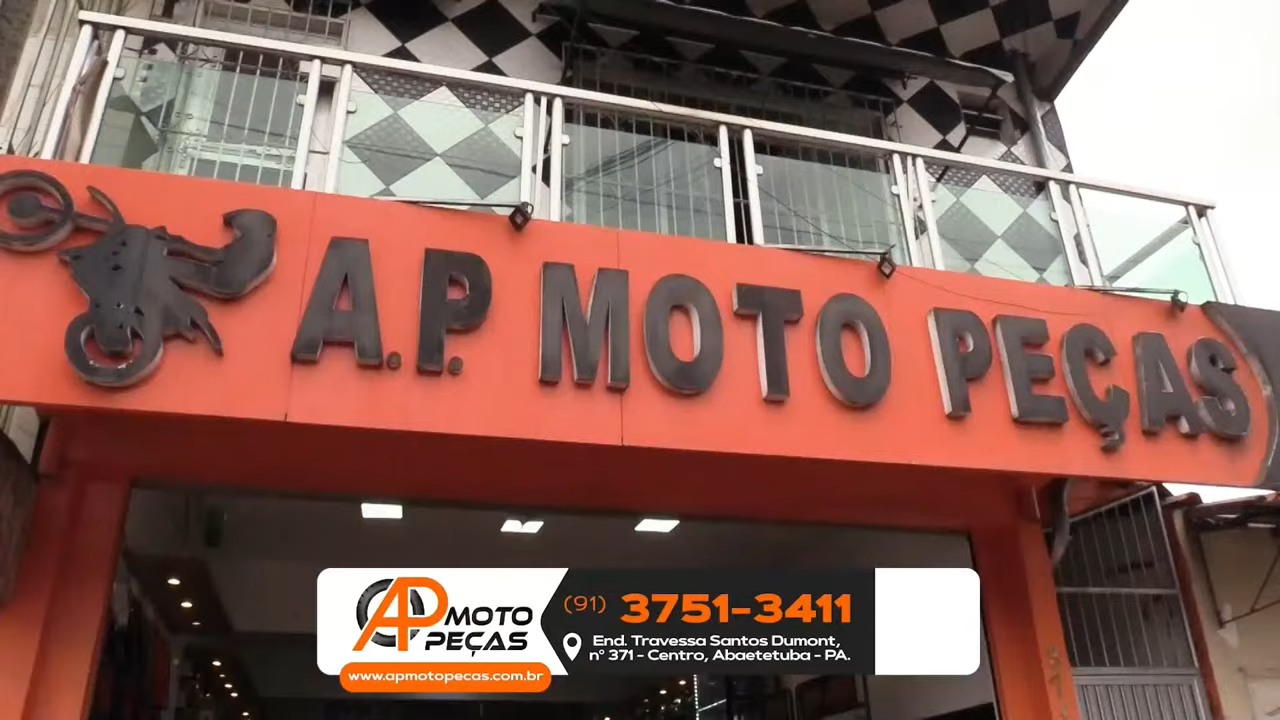 A.P. MOTO PEÇAS
AP MOTO
PEÇAS
www.apmotopecas.com.br
(91) 3751-3411
End. Travessa Santos Dumont,
n° 371 - Centro, Abaetetuba - PA.